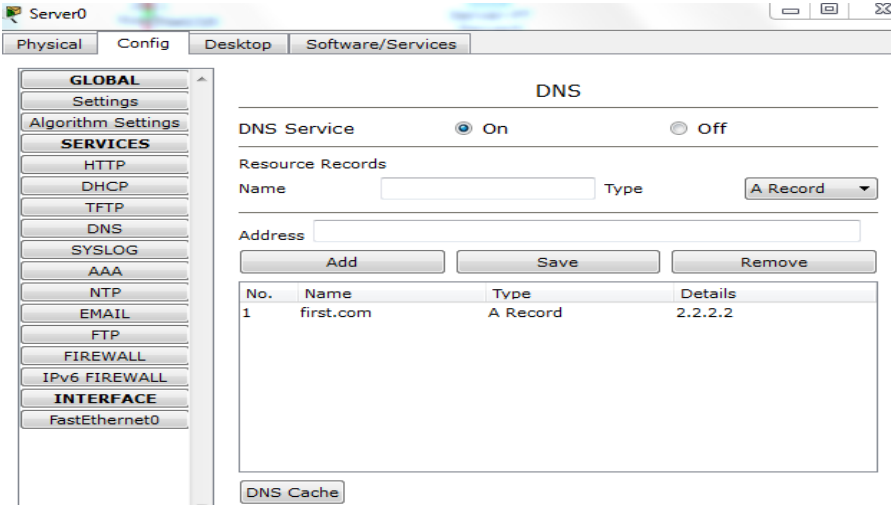 Server0
Physical Config Desktop Software/Services
GLOBAL
Settings
Algorithm Settings
SERVICES
HTTP
DHCP
TFTP
DNS
SYSLOG
AAA
NTP
EMAIL
FTP
FIREWALL
IPv6 FIREWALL
INTERFACE
FastEthernet0
DNS
DNS Service On Off
Resource Records
Name Type A Record
Address
Add Save Remove
No. Name Type Details
1 first.com A Record 2.2.2.2
DNS Cache